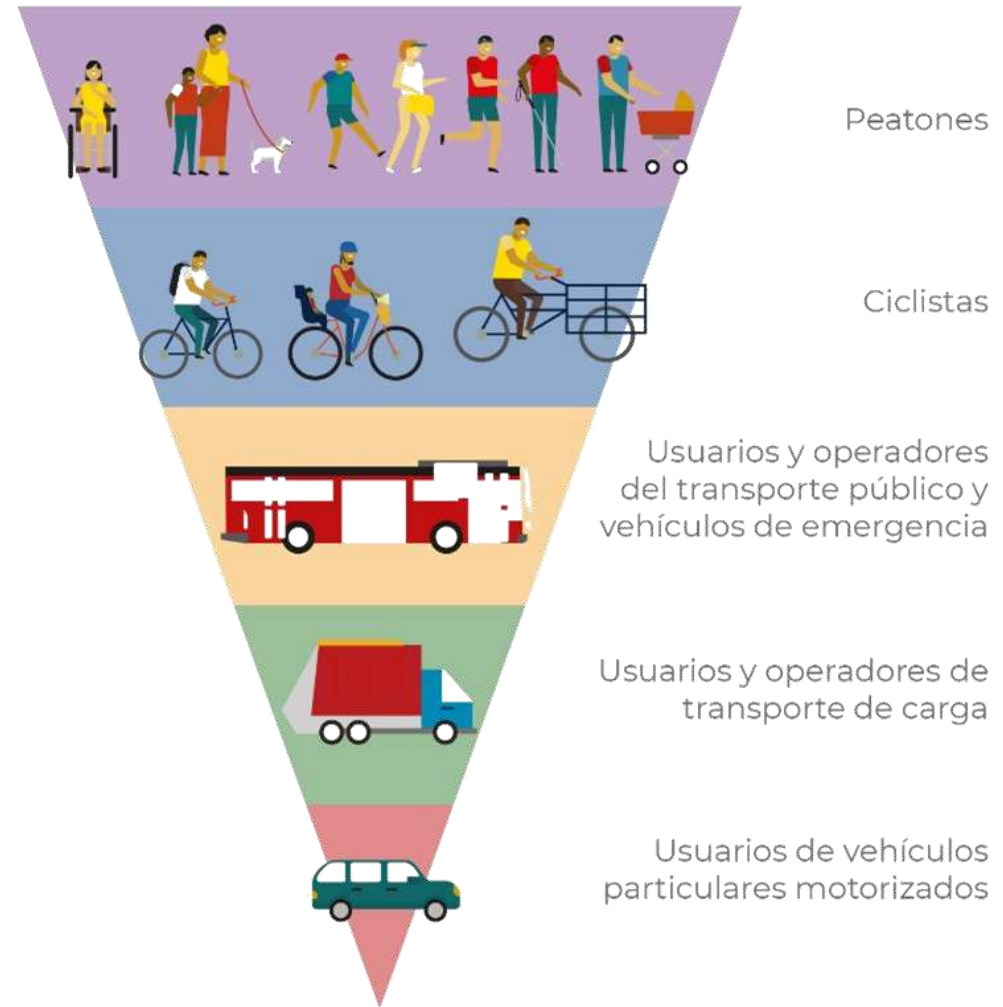 Peatones
Ciclistas
Usuarios y operadores
del transporte público y
vehículos de emergencia
Usuarios y operadores de
transporte de carga
Usuarios de vehículos
particulares motorizados